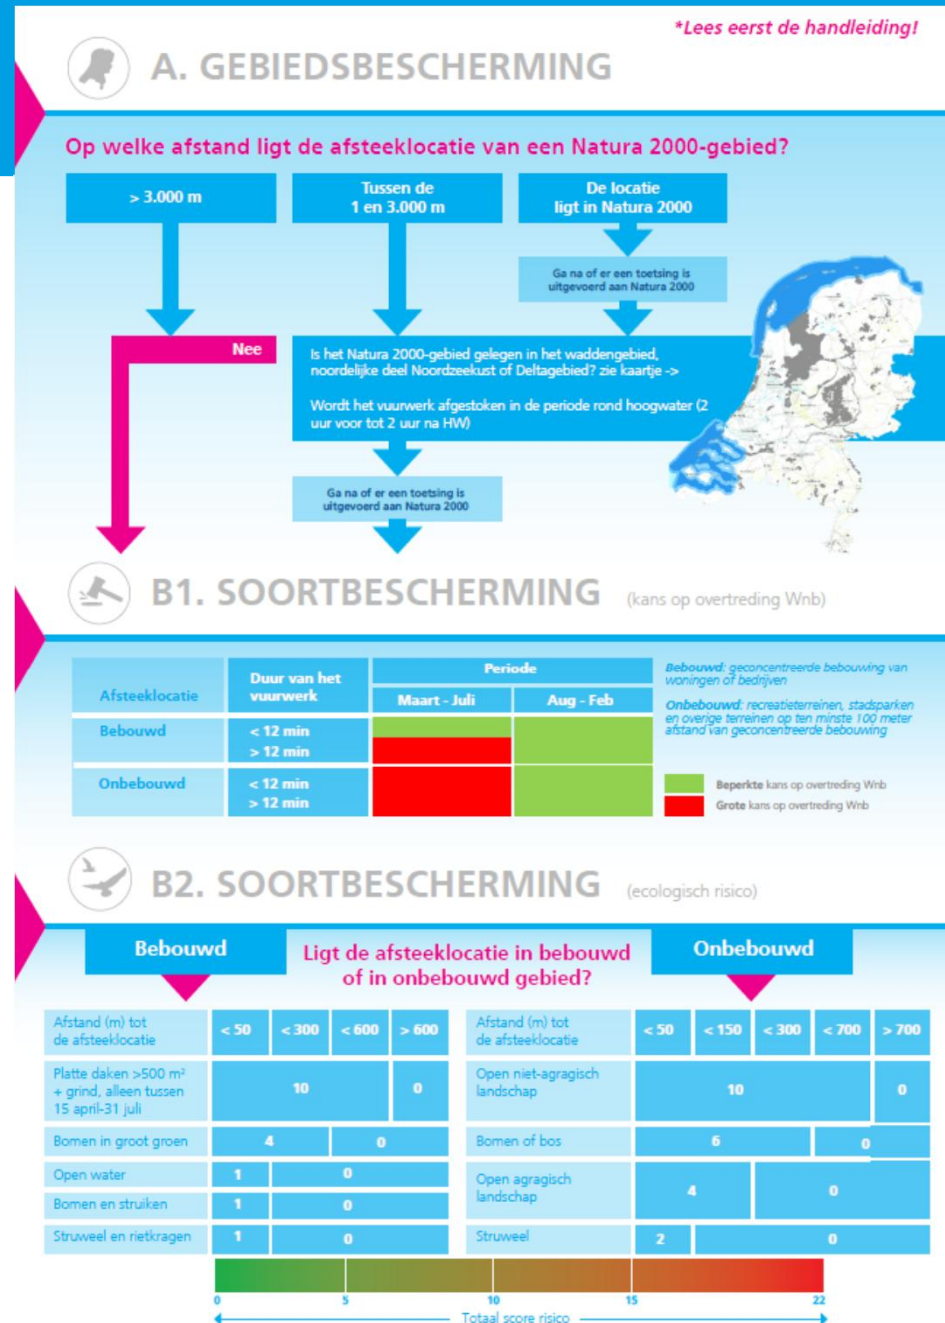 *Lees eerst de handleiding!
A. GEBIEDSBESCHERMING
Op welke afstand ligt de afsteeklocatie van een Natura 2000-gebied?
> 3.000 m
Tussen de
1 en 3.000 m
De locatie
ligt in Natura 2000
Ga na of er een toetsing is
uitgevoerd aan Natura 2000
Nee
Is het Natura 2000-gebied gelegen in het waddengebied,
noordelijke deel Noordzeekust of Deltagebied? zie kaartje ->
Wordt het vuurwerk afgestoken in de periode rond hoogwater (2
uur voor tot 2 uur na HW)
Ga na of er een toetsing is
uitgevoerd aan Natura 2000
B1. SOORTBESCHERMING (kans op overtreding Wnb)
Afsteeklocatie
Duur van het
vuurwerk
Periode
Maart - Juli
Aug - Feb
Bebouwd
< 12 min
> 12 min
Onbebouwd
< 12 min
> 12 min
Bebouwd: geconcentreerde bebouwing van
woningen of bedrijven
Onbebouwd: recreatieterreinen, stadsparken
en overige terreinen op ten minste 100 meter
afstand van geconcentreerde bebouwing
Beperkte kans op overtreding Wnb
Grote kans op overtreding Wnb
B2. SOORTBESCHERMING (ecologisch risico)
Bebouwd
Ligt de afsteeklocatie in bebouwd
of in onbebouwd gebied?
Onbebouwd
Afstand (m) tot
de afsteeklocatie
< 50 < 300 < 600 > 600
Platte daken >500 m²
+ grind, alleen tussen
15 april-31 juli
10 0
Bomen in groot groen 4 0
Open water 1 0
Bomen en struiken 1 0
Struweel en rietkragen 1 0
Afstand (m) tot
de afsteeklocatie
< 50 < 150 < 300 < 700 > 700
Open niet-agragisch
landschap
10 0
Bomen of bos 6 0
Open agragisch
landschap
4 0
Struweel 2 0
0 5 10 15 22
Totaal score risico